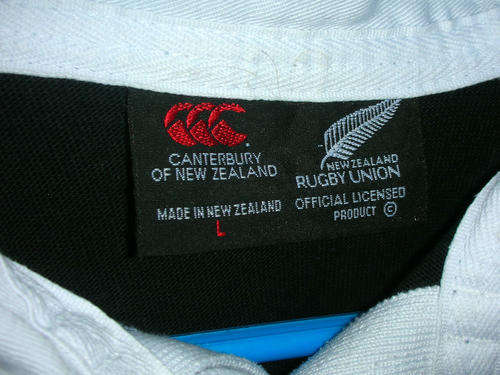 CANTERBURY
OF NEW ZEALAND
NEW ZEALAND
RUGBY UNION
MADE IN NEW ZEALAND
L
OFFICIAL LICENSED
PRODUCT ©